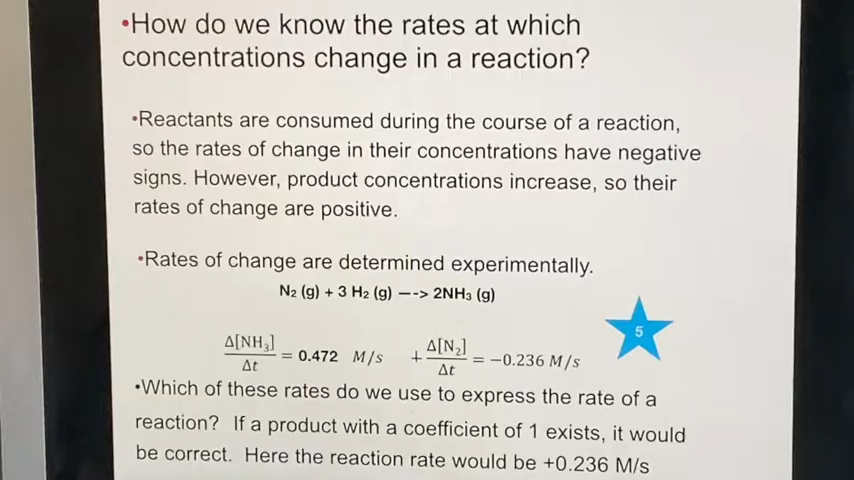 •How do we know the rates at which
concentrations change in a reaction?
•Reactants are consumed during the course of a reaction,
so the rates of change in their concentrations have negative
signs. However, product concentrations increase, so their
rates of change are positive.
•Rates of change are determined experimentally.
N₂ (g) + 3 H₂ (g) —-> 2NH₃ (g)
5
Δ[NH₃]/Δt = 0.472 M/s +Δ[N₂]/Δt = −0.236 M/s
•Which of these rates do we use to express the rate of a
reaction? If a product with a coefficient of 1 exists, it would
be correct. Here the reaction rate would be +0.236 M/s